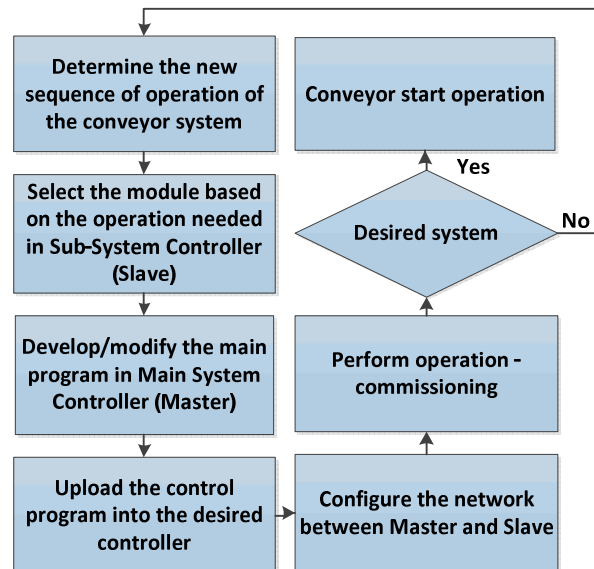 Determine the new
sequence of operation of
the conveyor system
Select the module based
on the operation needed
in Sub-System Controller
(Slave)
Develop/modify the main
program in Main System
Controller (Master)
Upload the control
program into the desired
controller
Configure the network
between Master and Slave
Perform operation -
commissioning
Desired system
Yes
No
Conveyor start operation